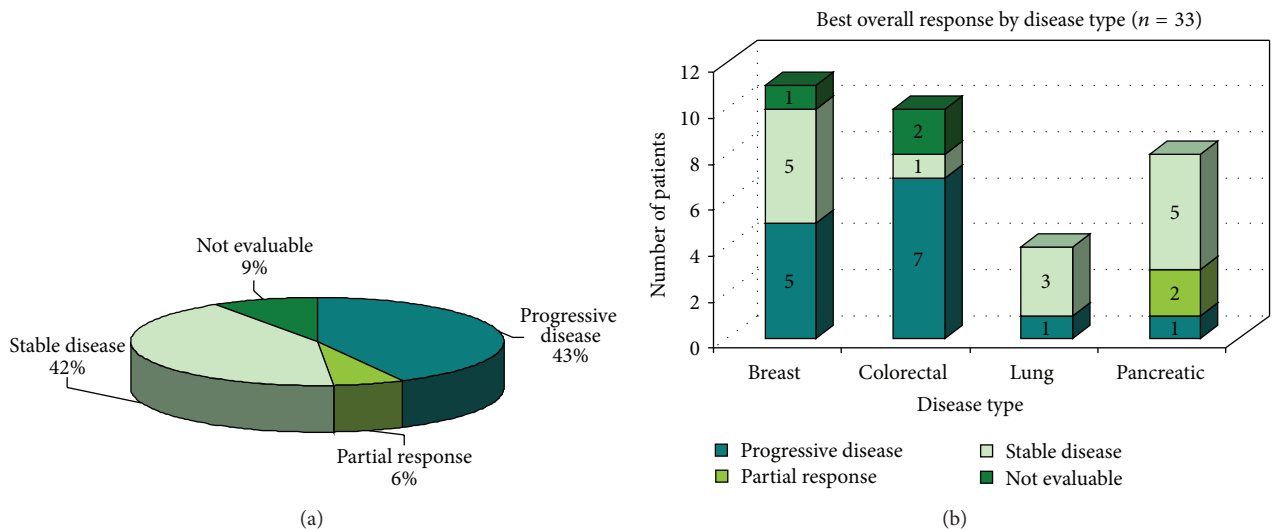 Not evaluable
9%
Progressive
disease
43%
Stable disease
42%
Partial response
6%
(a)
Best overall response by disease type (n = 33)
Number of patients
12
10
8
6
4
2
0
1
5
5
2
1
7
3
1
5
2
1
Breast
Colorectal
Lung
Pancreatic
Disease type
Progressive disease
Stable disease
Partial response
Not evaluable
(b)